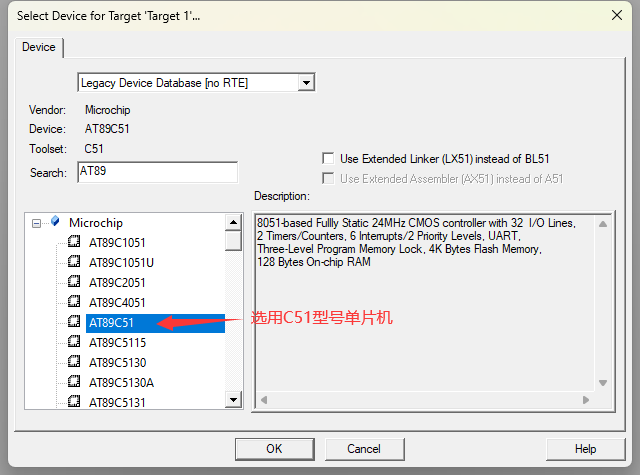 Select Device for Target 'Target 1'...
Device
Legacy Device Database [no RTE]
Vendor: Microchip
Device: AT89C51
Toolset: C51
Search: AT89
Use Extended Linker (LX51) instead of BL51
Use Extended Assembler (AX51) instead of A51
Description:
Microchip
AT89C1051
AT89C1051U
AT89C2051
AT89C4051
AT89C51
AT89C5115
AT89C5130
AT89C5130A
AT89C5131
8051-based Fullly Static 24MHz CMOS controller with 32 I/O Lines,
2 Timers/Counters, 6 Interrupts/2 Priority Levels, UART,
Three-Level Program Memory Lock, 4K Bytes Flash Memory,
128 Bytes On-chip RAM
选用C51型号单片机
OK
Cancel
Help